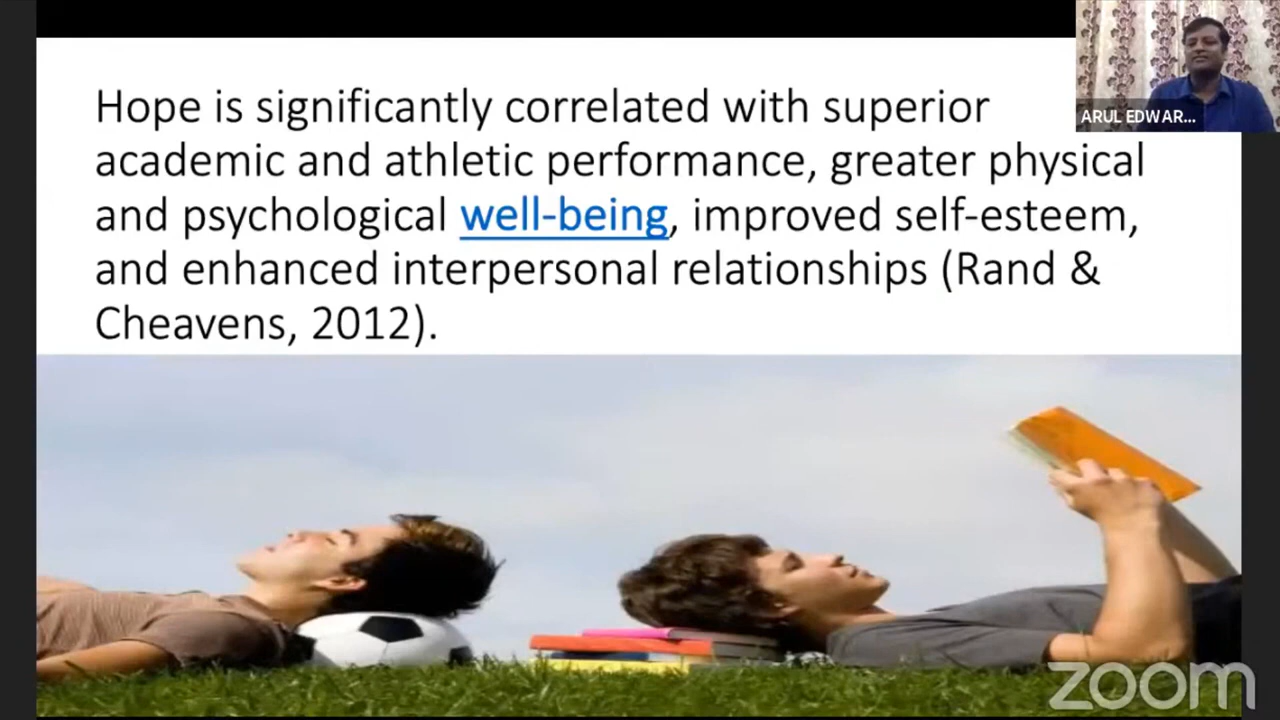 Hope is significantly correlated with superior
academic and athletic performance, greater physical
and psychological well-being, improved self-esteem,
and enhanced interpersonal relationships (Rand &
Cheavens, 2012).
ARUL EDWAR...
zoom